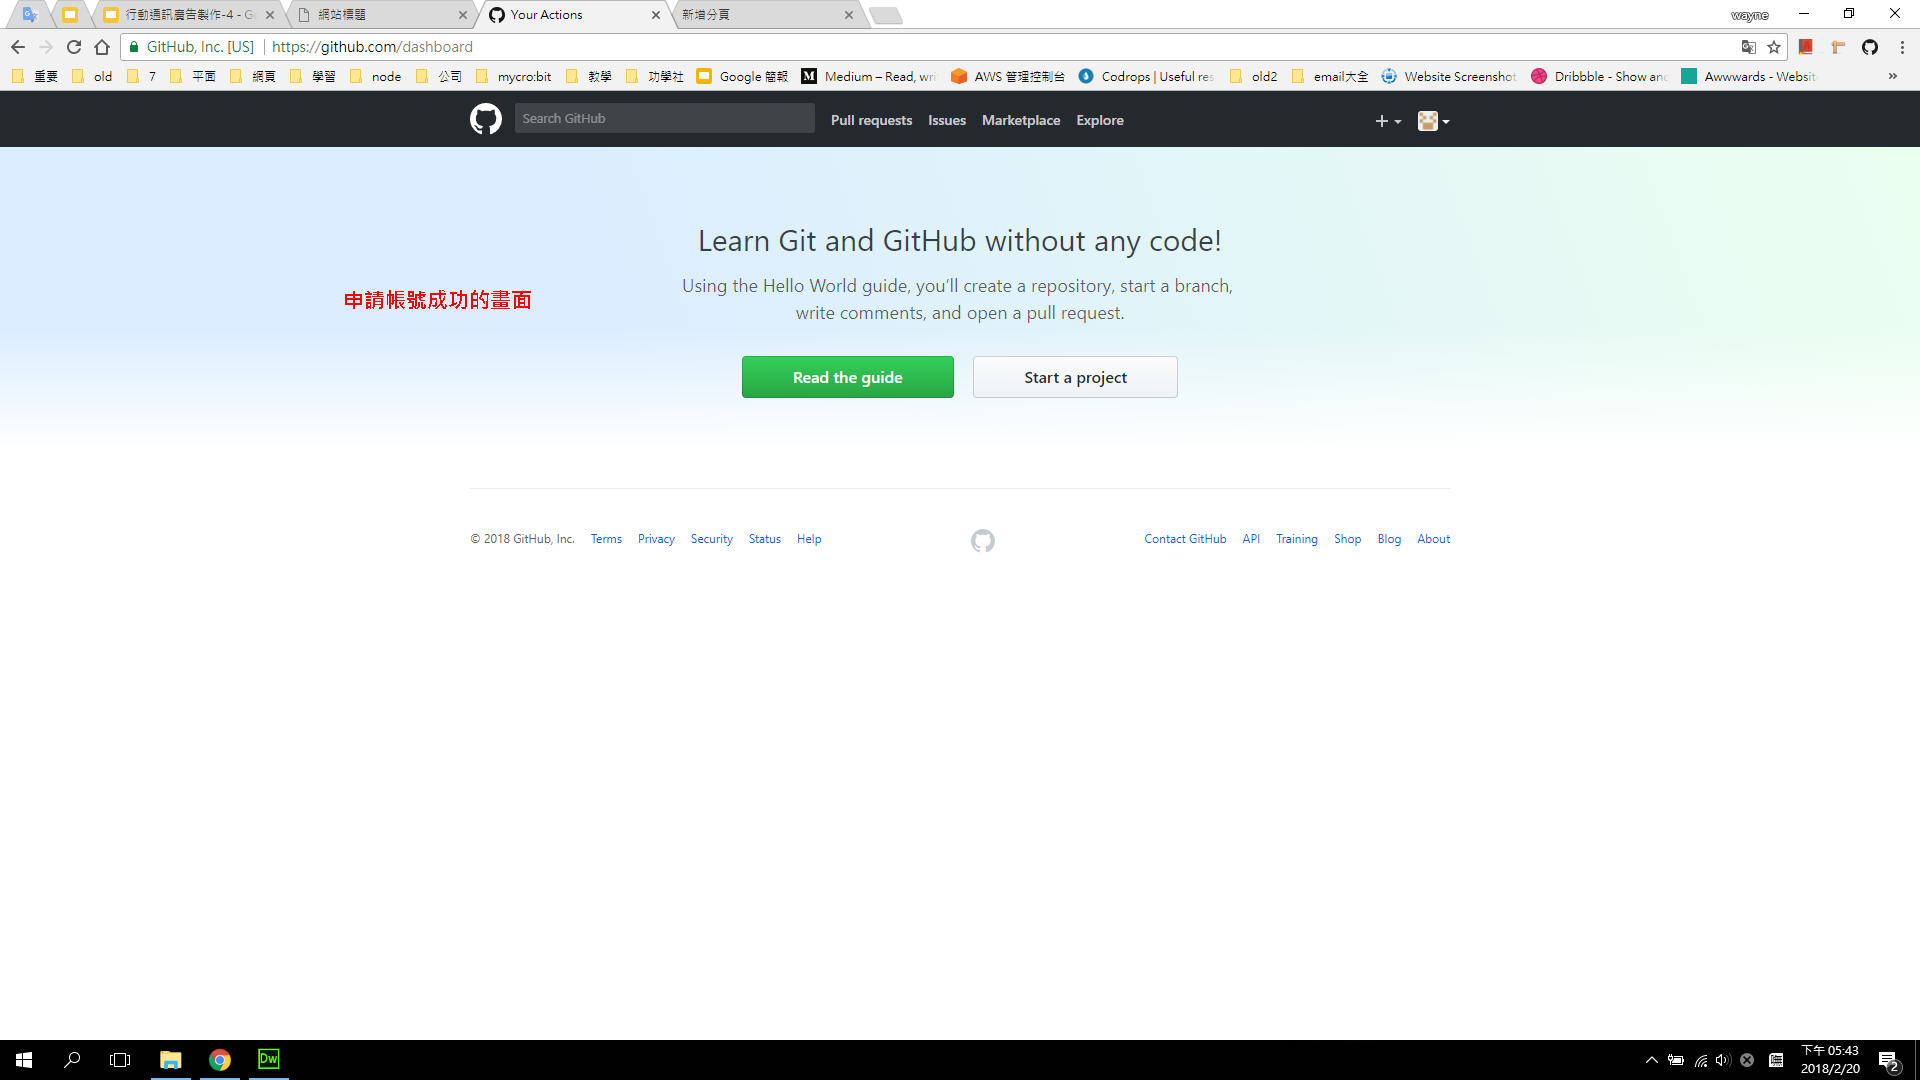 行動通訊廣告製作-4 - G
網站標題
Your Actions
新增分頁
wayne
GitHub, Inc. [US]
https://github.com/dashboard
重要
old
7
平面
網頁
學習
node
公司
mycro:bit
教學
功學社
Google 簡報
Medium – Read, wri
AWS 管理控制台
Codrops | Useful res
old2
email大全
Website Screenshot
Dribbble - Show and
Awwwards - Websit
»
Search GitHub
Pull requests
Issues
Marketplace
Explore
Learn Git and GitHub without any code!
Using the Hello World guide, you’ll create a repository, start a branch,
write comments, and open a pull request.
申請帳號成功的畫面
Read the guide
Start a project
© 2018 GitHub, Inc.
Terms
Privacy
Security
Status
Help
Contact GitHub
API
Training
Shop
Blog
About
Dw
下午 05:43
2018/2/20
2